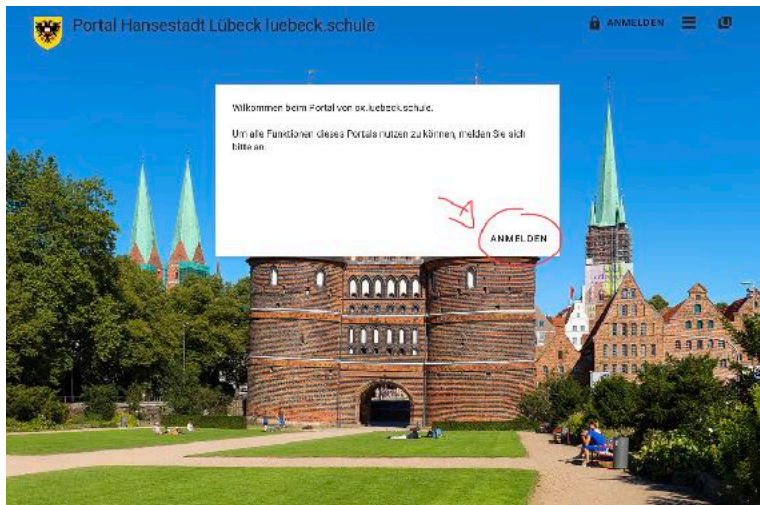 Portal Hansestadt Lübeck luebeck.schule
ANMELDEN
Willkommen beim Portal von ox.luebeck.schule.
Um alle Funktionen dieses Portals nutzen zu können, melden Sie sich
bitte an.
ANMELDEN